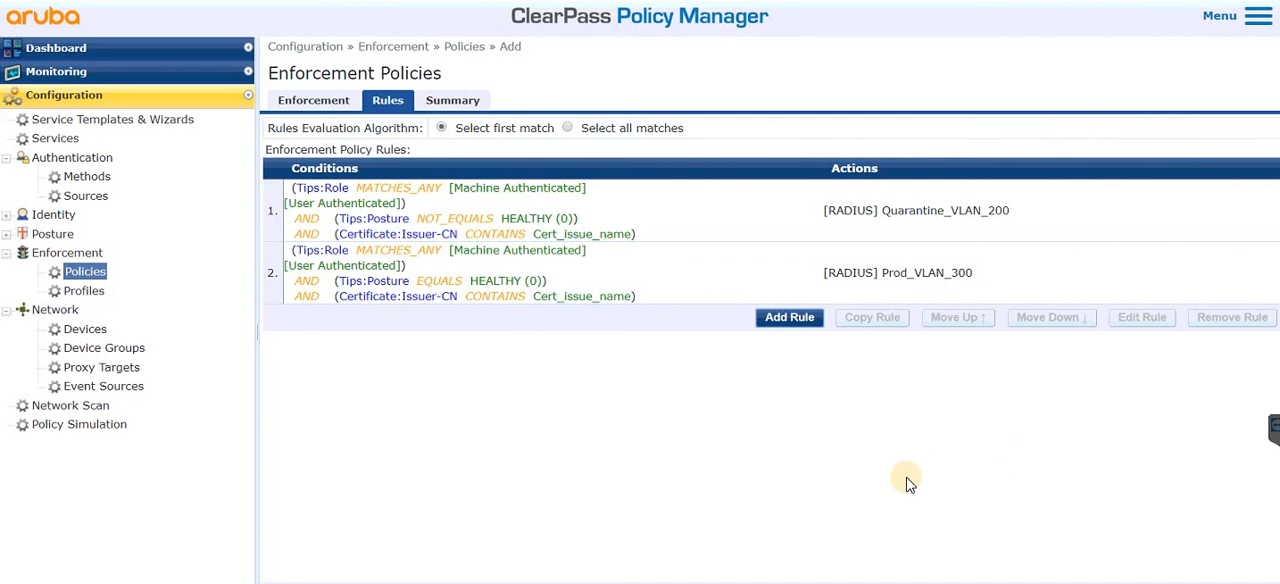 aruba
ClearPass Policy Manager
Menu
Dashboard
Monitoring
Configuration
Service Templates & Wizards
Services
Authentication
Methods
Sources
Identity
Posture
Enforcement
Policies
Profiles
Network
Devices
Device Groups
Proxy Targets
Event Sources
Network Scan
Policy Simulation
Configuration » Enforcement » Policies » Add
Enforcement Policies
Enforcement Rules Summary
Rules Evaluation Algorithm: Select first match Select all matches
Enforcement Policy Rules:
Conditions Actions
(Tips:Role MATCHES_ANY [Machine Authenticated]
[User Authenticated])
1. AND (Tips:Posture NOT_EQUALS HEALTHY (0)) [RADIUS] Quarantine_VLAN_200
AND (Certificate:Issuer-CN CONTAINS Cert_issue_name)
(Tips:Role MATCHES_ANY [Machine Authenticated]
[User Authenticated])
2. AND (Tips:Posture EQUALS HEALTHY (0)) [RADIUS] Prod_VLAN_300
AND (Certificate:Issuer-CN CONTAINS Cert_issue_name)
Add Rule Copy Rule Move Up ↑ Move Down ↓ Edit Rule Remove Rule